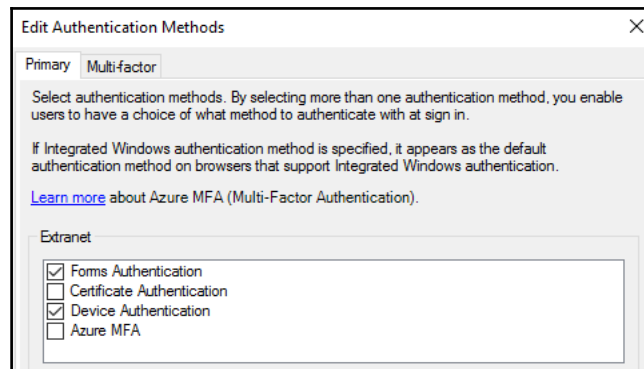 Edit Authentication Methods
Primary Multi-factor
Select authentication methods. By selecting more than one authentication method, you enable
users to have a choice of what method to authenticate with at sign in.
If Integrated Windows authentication method is specified, it appears as the default
authentication method on browsers that support Integrated Windows authentication.
Learn more about Azure MFA (Multi-Factor Authentication).
Extranet
Forms Authentication
Certificate Authentication
Device Authentication
Azure MFA